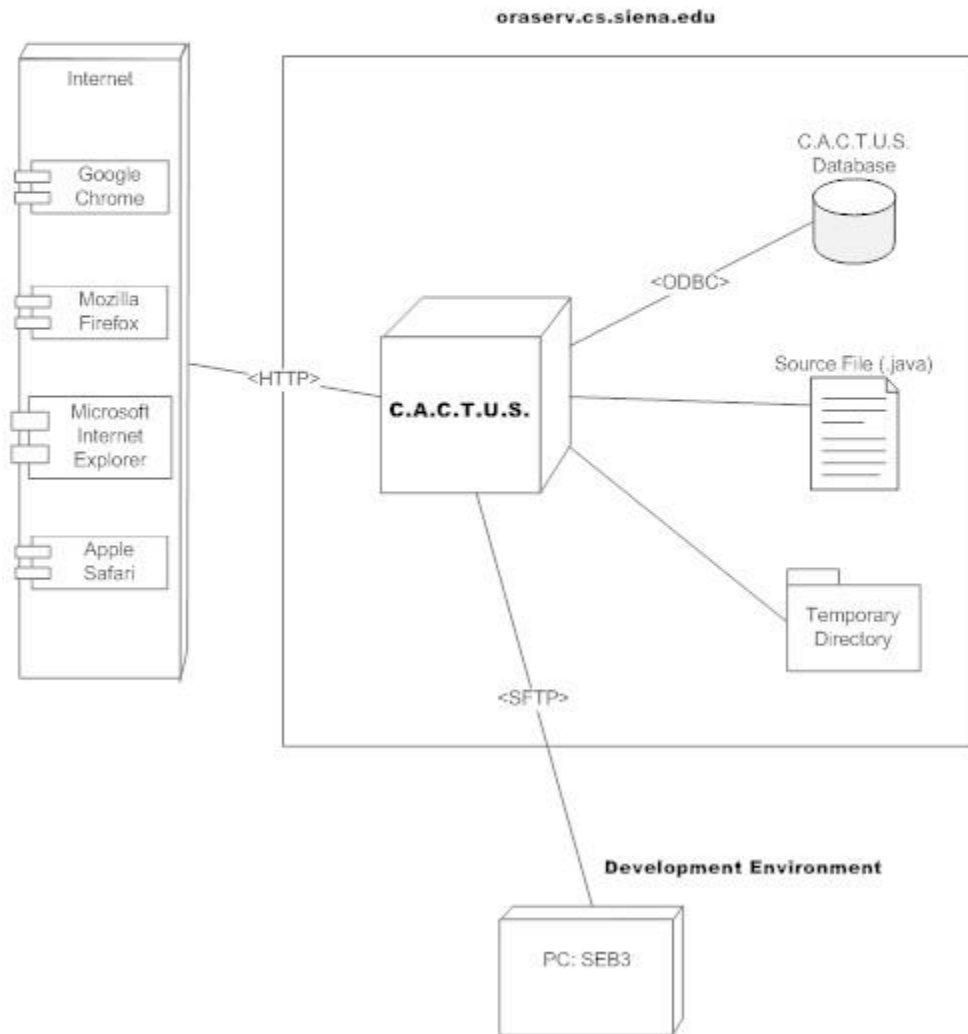 oraserv.cs.siena.edu
Internet
Google
Chrome
Mozilla
Firefox
Microsoft
Internet
Explorer
Apple
Safari
<HTTP>
C.A.C.T.U.S.
C.A.C.T.U.S.
Database
<ODBC>
Source File (.java)
Temporary
Directory
<SFTP>
Development Environment
PC: SEB3